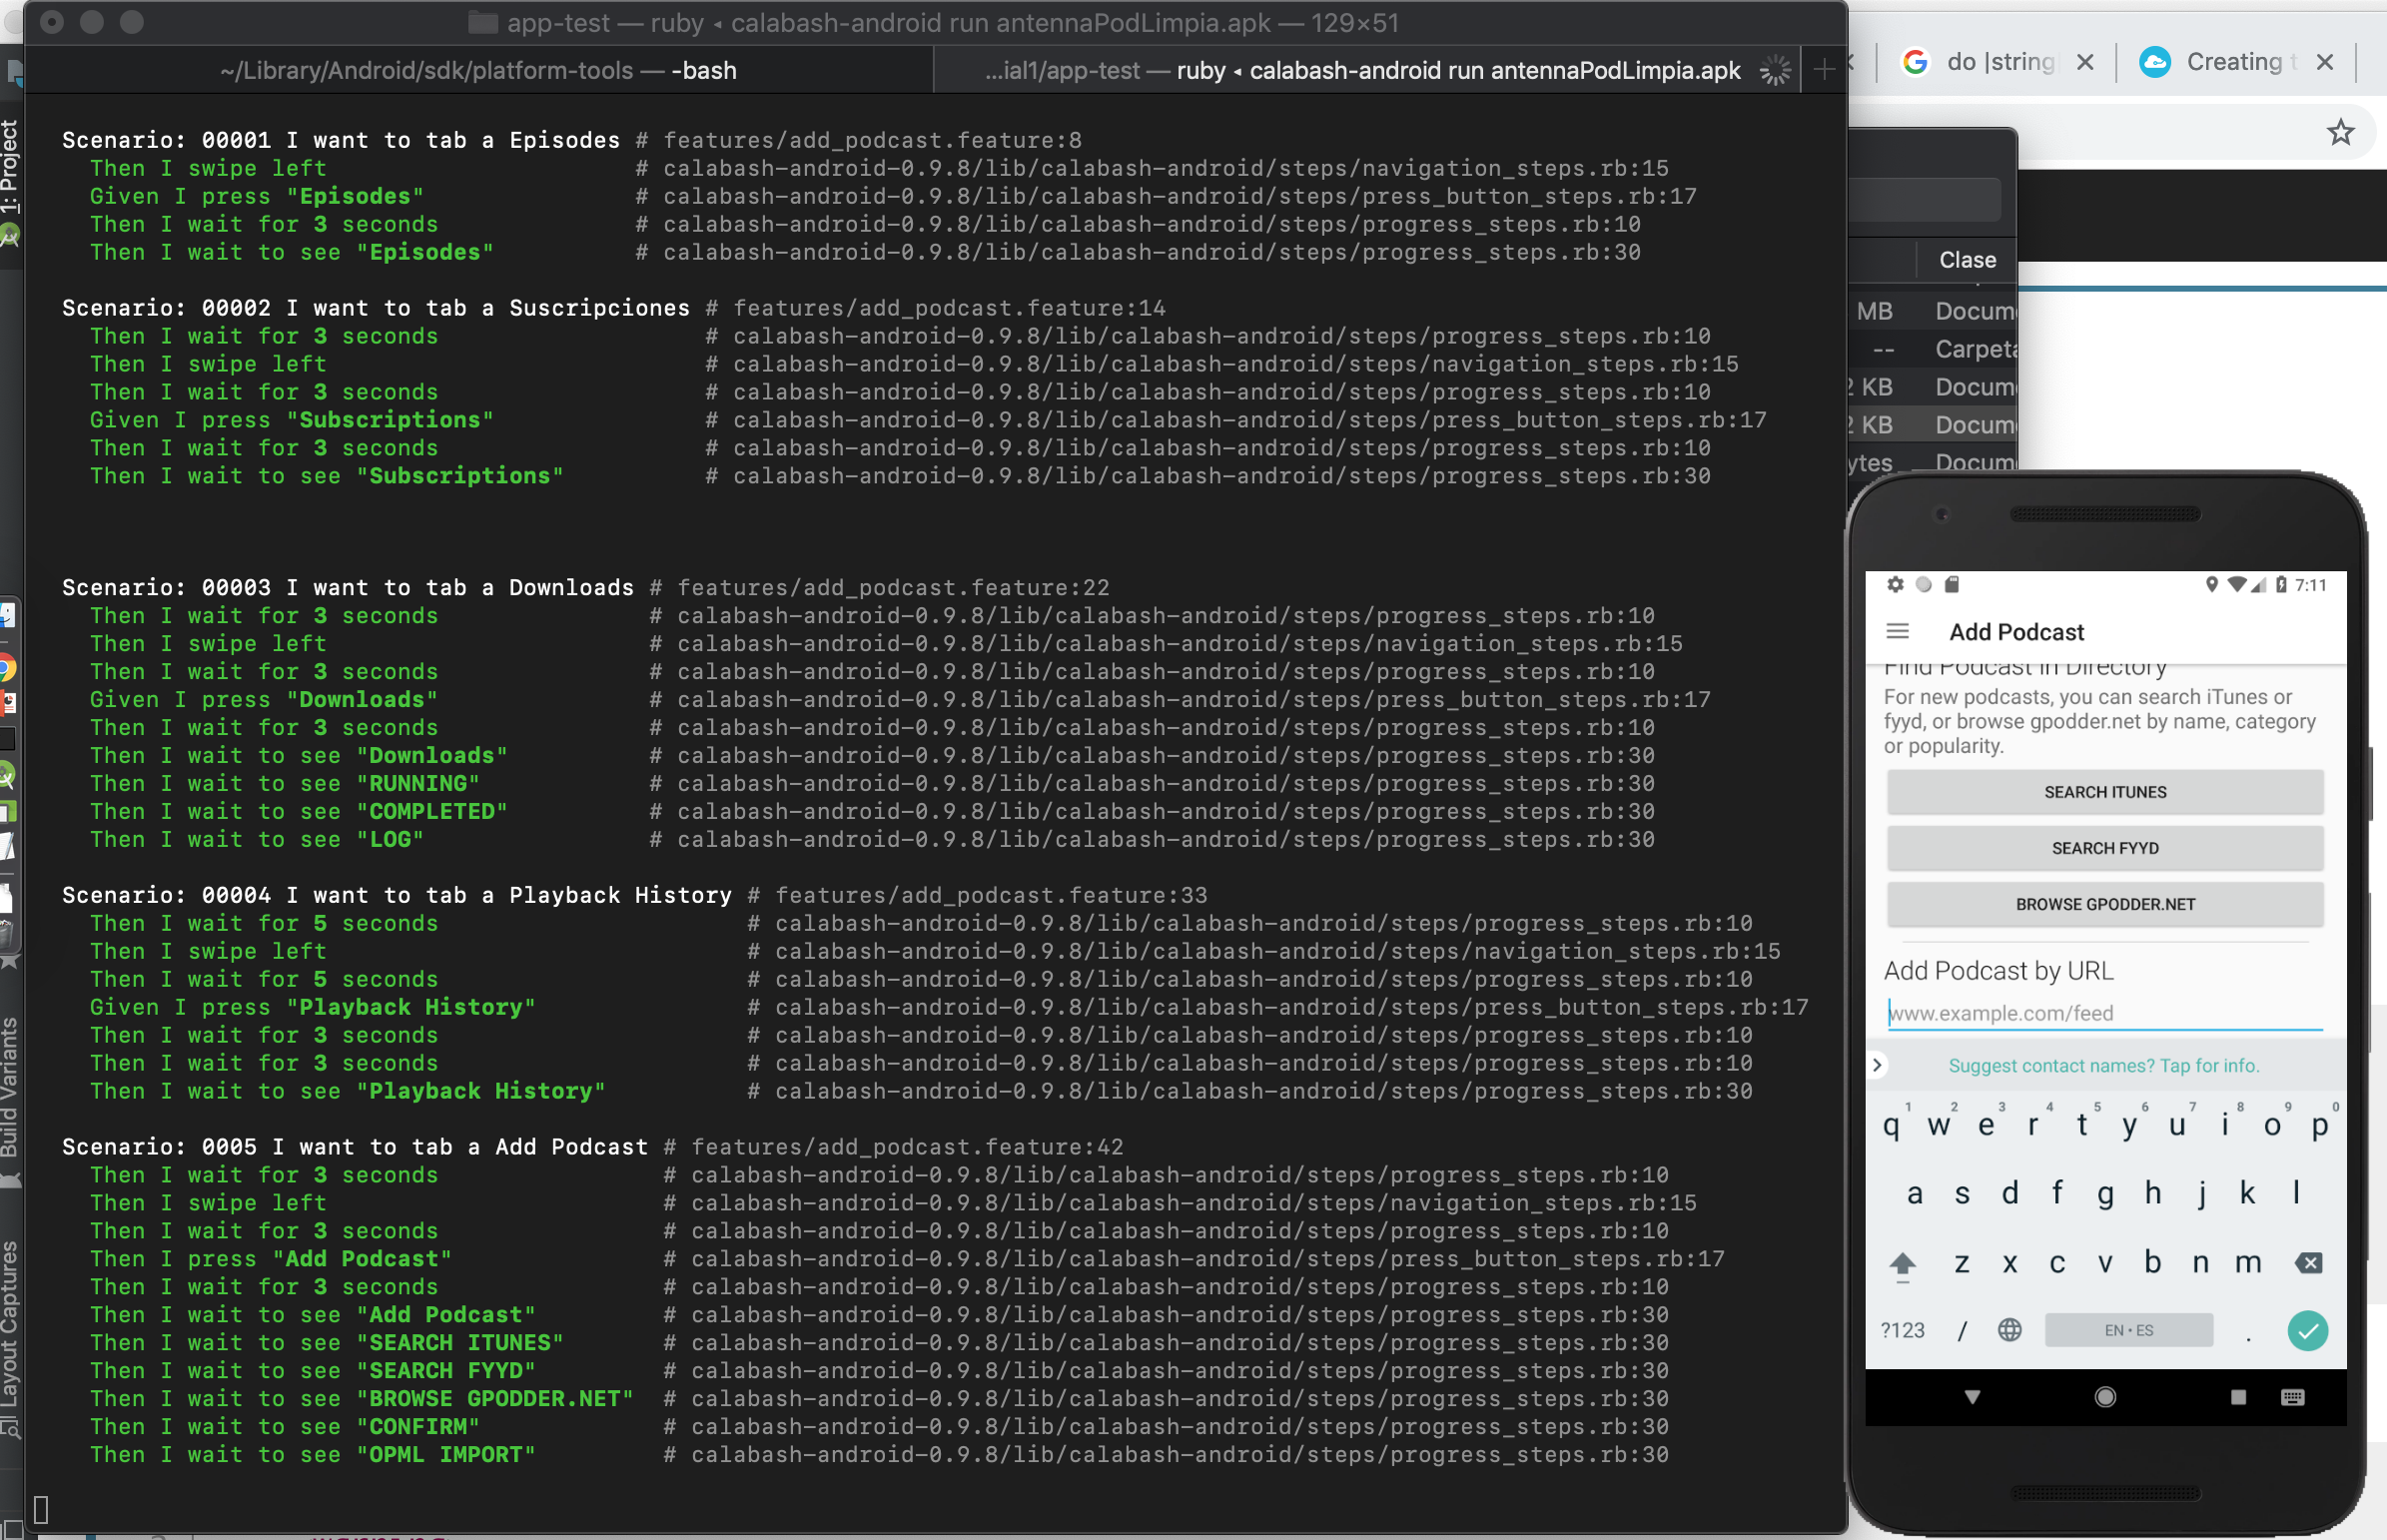 app-test — ruby ◂ calabash-android run antennaPodLimpia.apk — 129×51
~/Library/Android/sdk/platform-tools — -bash
...ial1/app-test — ruby ◂ calabash-android run antennaPodLimpia.apk
do |string
Creating
1: Project
Scenario: 00001 I want to tab a Episodes # features/add_podcast.feature:8
Then I swipe left # calabash-android-0.9.8/lib/calabash-android/steps/navigation_steps.rb:15
Given I press "Episodes" # calabash-android-0.9.8/lib/calabash-android/steps/press_button_steps.rb:17
Then I wait for 3 seconds # calabash-android-0.9.8/lib/calabash-android/steps/progress_steps.rb:10
Then I wait to see "Episodes" # calabash-android-0.9.8/lib/calabash-android/steps/progress_steps.rb:30
Scenario: 00002 I want to tab a Suscripciones # features/add_podcast.feature:14
Then I wait for 3 seconds # calabash-android-0.9.8/lib/calabash-android/steps/progress_steps.rb:10
Then I swipe left # calabash-android-0.9.8/lib/calabash-android/steps/navigation_steps.rb:15
Then I wait for 3 seconds # calabash-android-0.9.8/lib/calabash-android/steps/progress_steps.rb:10
Given I press "Subscriptions" # calabash-android-0.9.8/lib/calabash-android/steps/press_button_steps.rb:17
Then I wait for 3 seconds # calabash-android-0.9.8/lib/calabash-android/steps/progress_steps.rb:10
Then I wait to see "Subscriptions" # calabash-android-0.9.8/lib/calabash-android/steps/progress_steps.rb:30
Scenario: 00003 I want to tab a Downloads # features/add_podcast.feature:22
Then I wait for 3 seconds # calabash-android-0.9.8/lib/calabash-android/steps/progress_steps.rb:10
Then I swipe left # calabash-android-0.9.8/lib/calabash-android/steps/navigation_steps.rb:15
Then I wait for 3 seconds # calabash-android-0.9.8/lib/calabash-android/steps/progress_steps.rb:10
Given I press "Downloads" # calabash-android-0.9.8/lib/calabash-android/steps/press_button_steps.rb:17
Then I wait for 3 seconds # calabash-android-0.9.8/lib/calabash-android/steps/progress_steps.rb:10
Then I wait to see "Downloads" # calabash-android-0.9.8/lib/calabash-android/steps/progress_steps.rb:30
Then I wait to see "RUNNING" # calabash-android-0.9.8/lib/calabash-android/steps/progress_steps.rb:30
Then I wait to see "COMPLETED" # calabash-android-0.9.8/lib/calabash-android/steps/progress_steps.rb:30
Then I wait to see "LOG" # calabash-android-0.9.8/lib/calabash-android/steps/progress_steps.rb:30
Scenario: 00004 I want to tab a Playback History # features/add_podcast.feature:33
Then I wait for 5 seconds # calabash-android-0.9.8/lib/calabash-android/steps/progress_steps.rb:10
Then I swipe left # calabash-android-0.9.8/lib/calabash-android/steps/navigation_steps.rb:15
Then I wait for 5 seconds # calabash-android-0.9.8/lib/calabash-android/steps/progress_steps.rb:10
Given I press "Playback History" # calabash-android-0.9.8/lib/calabash-android/steps/press_button_steps.rb:17
Then I wait for 3 seconds # calabash-android-0.9.8/lib/calabash-android/steps/progress_steps.rb:10
Then I wait for 3 seconds # calabash-android-0.9.8/lib/calabash-android/steps/progress_steps.rb:10
Then I wait to see "Playback History" # calabash-android-0.9.8/lib/calabash-android/steps/progress_steps.rb:30
Scenario: 0005 I want to tab a Add Podcast # features/add_podcast.feature:42
Then I wait for 3 seconds # calabash-android-0.9.8/lib/calabash-android/steps/progress_steps.rb:10
Then I swipe left # calabash-android-0.9.8/lib/calabash-android/steps/navigation_steps.rb:15
Then I wait for 3 seconds # calabash-android-0.9.8/lib/calabash-android/steps/progress_steps.rb:10
Then I press "Add Podcast" # calabash-android-0.9.8/lib/calabash-android/steps/press_button_steps.rb:17
Then I wait for 3 seconds # calabash-android-0.9.8/lib/calabash-android/steps/progress_steps.rb:10
Then I wait to see "Add Podcast" # calabash-android-0.9.8/lib/calabash-android/steps/progress_steps.rb:30
Then I wait to see "SEARCH ITUNES" # calabash-android-0.9.8/lib/calabash-android/steps/progress_steps.rb:30
Then I wait to see "SEARCH FYYD" # calabash-android-0.9.8/lib/calabash-android/steps/progress_steps.rb:30
Then I wait to see "BROWSE GPODDER.NET" # calabash-android-0.9.8/lib/calabash-android/steps/progress_steps.rb:30
Then I wait to see "CONFIRM" # calabash-android-0.9.8/lib/calabash-android/steps/progress_steps.rb:30
Then I wait to see "OPML IMPORT" # calabash-android-0.9.8/lib/calabash-android/steps/progress_steps.rb:30
Build Variants
Layout Captures
Clase
MB Docum
-- Carpeta
2 KB Docum
2 KB Docum
ytes Docum
7:11
Add Podcast
Find Podcast in Directory
For new podcasts, you can search iTunes or
fyyd, or browse gpodder.net by name, category
or popularity.
SEARCH ITUNES
SEARCH FYYD
BROWSE GPODDER.NET
Add Podcast by URL
www.example.com/feed
Suggest contact names? Tap for info.
1 2 3 4 5 6 7 8 9 0
q w e r t y u i o p
a s d f g h j k l
z x c v b n m
?123 / EN • ES .